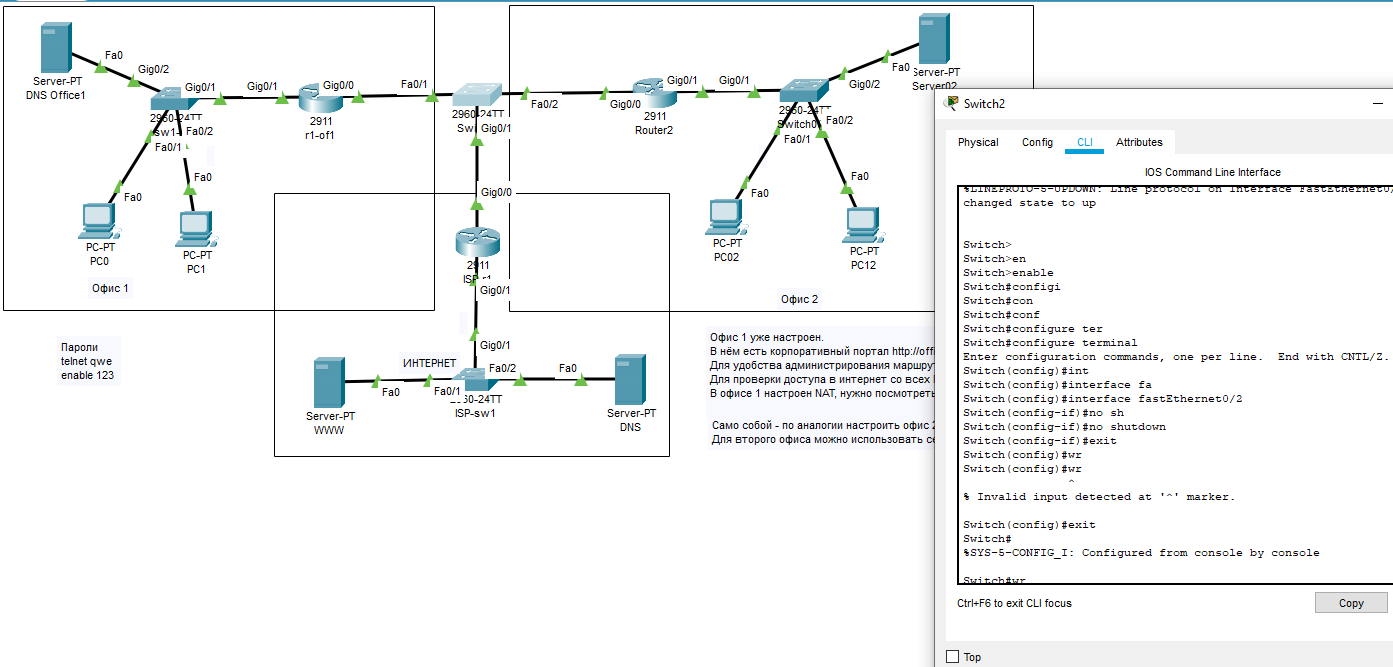 Fa0
Gig0/2
Server-PT
DNS Office1
Gig0/1
2960-24TT
sw1
Fa0/2
Fa0/1
Gig0/1
Gig0/0
2911
r1-of1
Fa0/1
Fa0
Fa0
PC-PT
PC0
PC-PT
PC1
Офис 1
2960-24TT
Gig0/1
Fa0/2
Gig0/0
Gig0/1
2911
Router2
Gig0/1
2960-24TT
Fa0/2
Fa0/1
Gig0/2
Fa0
Server-PT
Server02
Fa0
Fa0
PC-PT
PC02
PC-PT
PC12
Офис 2
Gig0/0
2911
Gig0/1
Gig0/1
ИНТЕРНЕТ
Fa0
Fa0/1
Fa0/2
Fa0
ISP-sw1
Server-PT
WWW
Server-PT
DNS
Пароли
telnet qwe
enable 123
Офис 1 уже настроен.
В нём есть корпоративный портал
Для удобства администрирования
Для проверки доступа в интернет со всех
В офисе 1 настроен NAT, нужно посмотреть
Само собой - по аналогии настроить офис 2
Для второго офиса можно использовать
Switch2
Physical
Config
CLI
Attributes
IOS Command Line Interface
%LINEPROTO-5-UPDOWN: Line protocol on Interface FastEthernet0/
changed state to up
Switch>
Switch>en
Switch>enable
Switch#configi
Switch#con
Switch#conf
Switch#configure ter
Switch#configure terminal
Enter configuration commands, one per line. End with CNTL/Z.
Switch(config)#int
Switch(config)#interface fa
Switch(config)#interface fastEthernet0/2
Switch(config-if)#no sh
Switch(config-if)#no shutdown
Switch(config-if)#exit
Switch(config)#wr
Switch(config)#wr
^
% Invalid input detected at '^' marker.
Switch(config)#exit
Switch#
%SYS-5-CONFIG_I: Configured from console by console
Switch#wr
Ctrl+F6 to exit CLI focus
Copy
Top